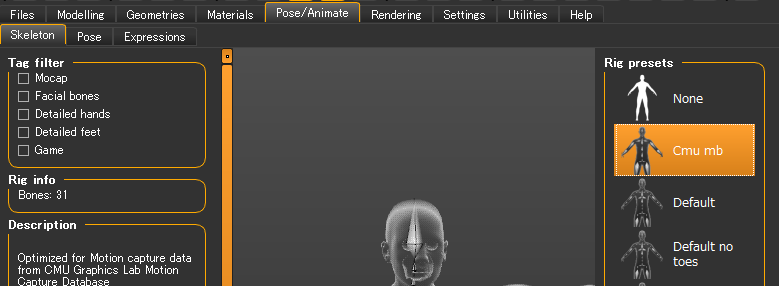 Files Modelling Geometries Materials Pose/Animate Rendering Settings Utilities Help
Skeleton Pose Expressions
Tag filter
Mocap
Facial bones
Detailed hands
Detailed feet
Game
Rig info
Bones: 31
Description
Optimized for Motion capture data
from CMU Graphics Lab Motion
Capture Database
Rig presets
None
Cmu mb
Default
Default no
toes